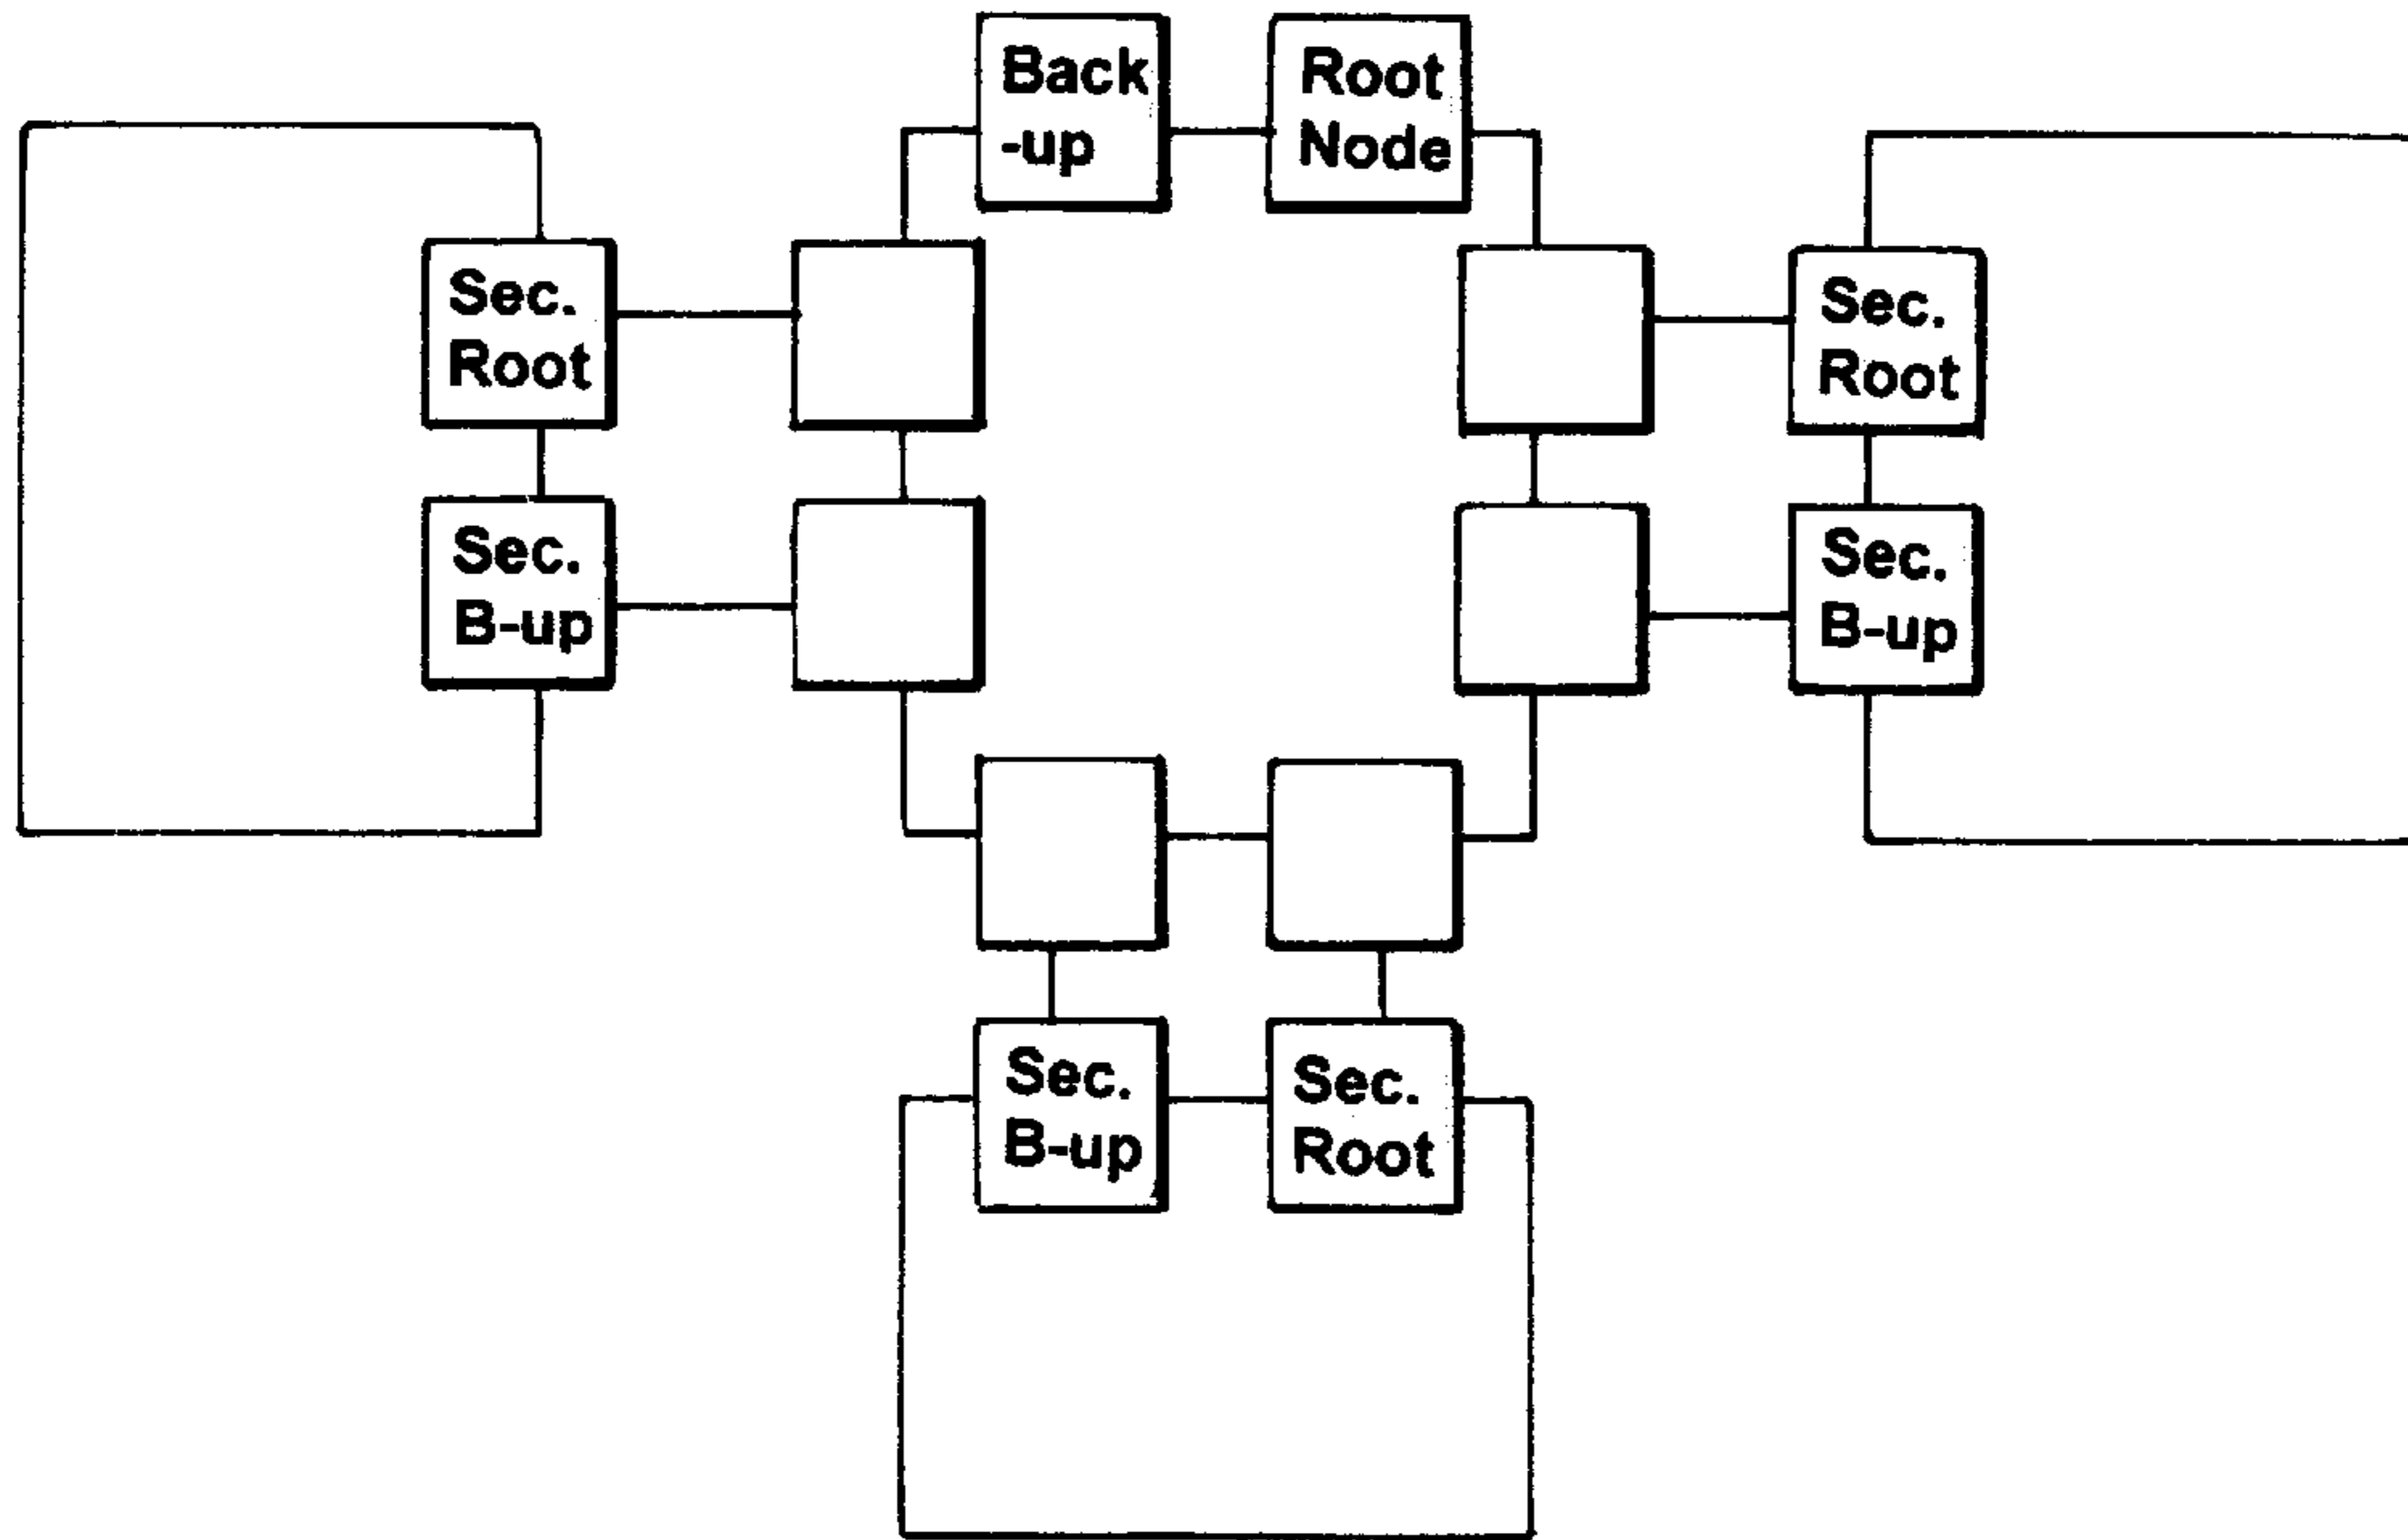 Back
-up
Root
Node
Sec.
Root
Sec.
Root
Sec.
B-up
Sec.
B-up
Sec.
B-up
Sec.
Root